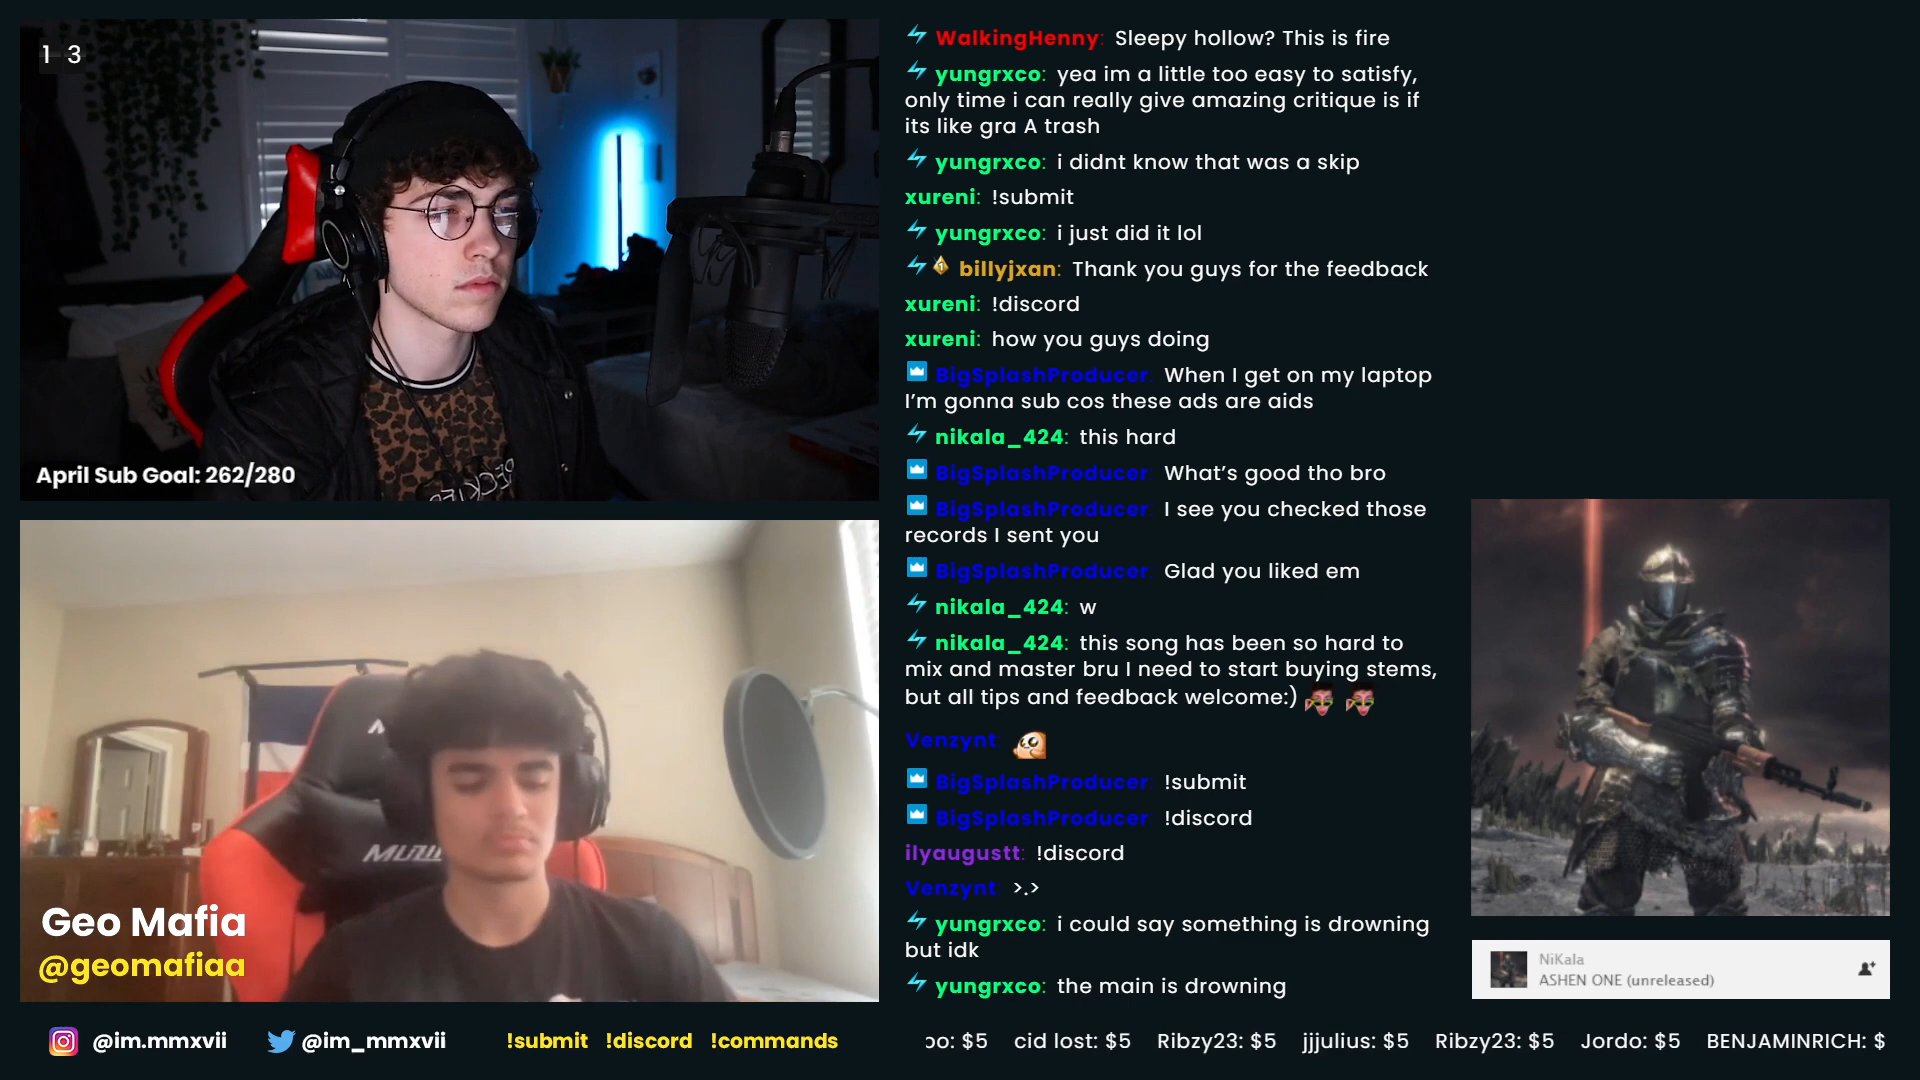 1 3
April Sub Goal: 262/280
Geo Mafia
@geomafiaa
WalkingHenny: Sleepy hollow? This is fire
yungrxco: yea im a little too easy to satisfy,
only time i can really give amazing critique is if
its like gra A trash
yungrxco: i didnt know that was a skip
xureni: !submit
yungrxco: i just did it lol
billyjxan: Thank you guys for the feedback
xureni: !discord
xureni: how you guys doing
BigSplashProducer: When I get on my laptop
I'm gonna sub cos these ads are aids
nikala_424: this hard
BigSplashProducer: What's good tho bro
BigSplashProducer: I see you checked those
records I sent you
BigSplashProducer: Glad you liked em
nikala_424: w
nikala_424: this song has been so hard to
mix and master bru I need to start buying stems,
but all tips and feedback welcome:)
Venzynt:
BigSplashProducer: !submit
BigSplashProducer: !discord
ilyaugustt: !discord
Venzynt: >.>
yungrxco: i could say something is drowning
but idk
yungrxco: the main is drowning
NiKala
ASHEN ONE (unreleased)
@im.mmxvii @im_mmxvii !submit !discord !commands
oo: $5 cid lost: $5 Ribzy23: $5 jjjulius: $5 Ribzy23: $5 Jordo: $5 BENJAMINRICH: $